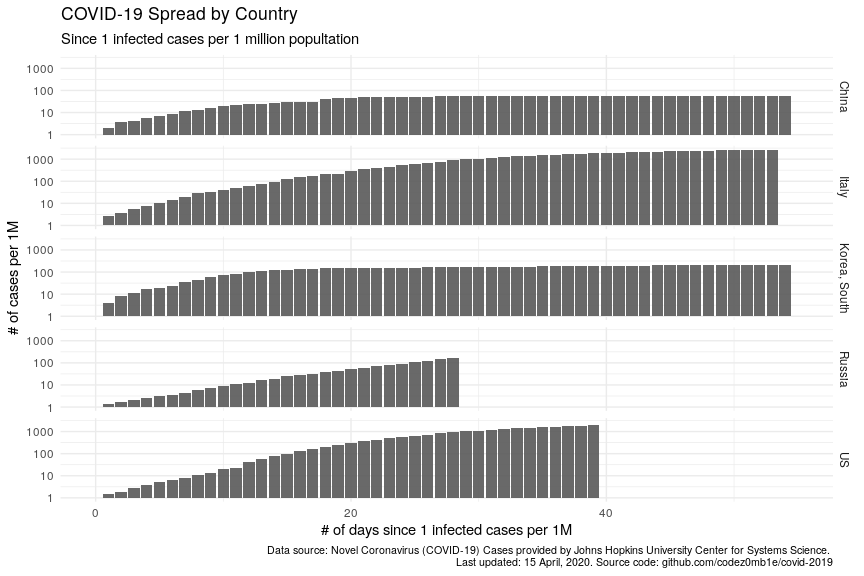 COVID-19 Spread by Country
Since 1 infected cases per 1 million popultation
# of cases per 1M
1000
100
10
1
China
1000
100
10
1
Italy
1000
100
10
1
Korea, South
1000
100
10
1
Russia
1000
100
10
1
US
0 20 40
# of days since 1 infected cases per 1M
Data source: Novel Coronavirus (COVID-19) Cases provided by Johns Hopkins University Center for Systems Science.
Last updated: 15 April, 2020. Source code: github.com/codez0mb1e/covid-2019